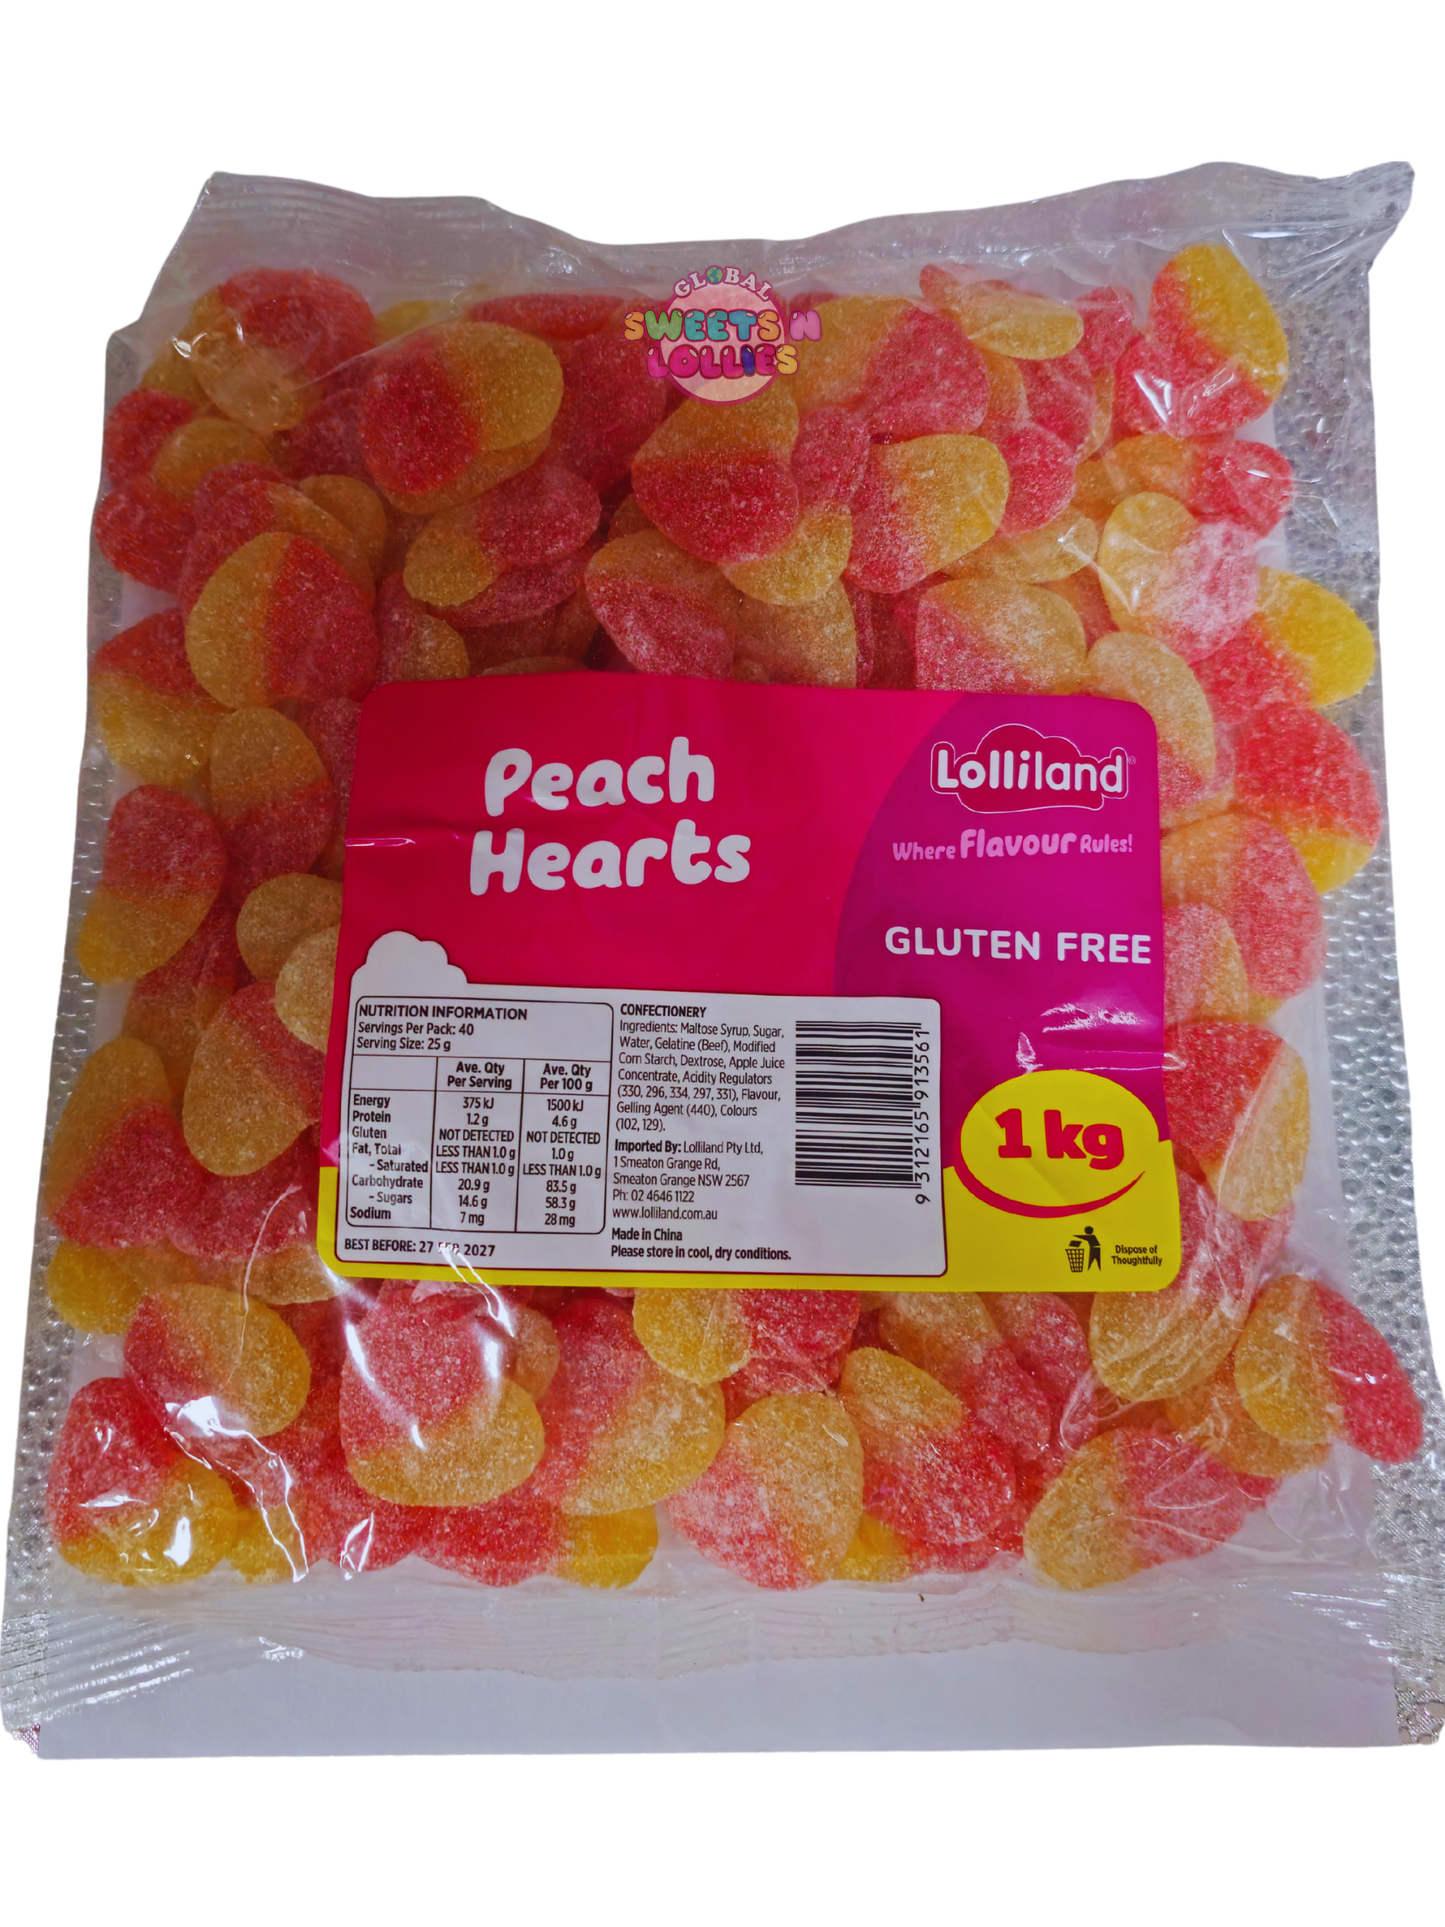 GLOBAL
SWEETS N
LOLLIES
Peach
Hearts
Lolliland
Where Flavour Rules!
GLUTEN FREE
NUTRITION INFORMATION
Servings Per Pack: 40
Serving Size: 25 g
Ave. Qty Per Serving Ave. Qty Per 100 g
Energy 375 kJ 1500 kJ
Protein 1.2 g 4.6 g
Gluten NOT DETECTED NOT DETECTED
Fat, Total LESS THAN 1.0 g 1.0 g
- Saturated LESS THAN 1.0 g LESS THAN 1.0 g
Carbohydrate 20.9 g 83.5 g
- Sugars 14.6 g 58.3 g
Sodium 7 mg 28 mg
BEST BEFORE: 27 2027
CONFECTIONERY
Ingredients: Maltose Syrup, Sugar,
Water, Gelatine (Beef), Modified
Corn Starch, Dextrose, Apple Juice
Concentrate, Acidity Regulators
(330, 296, 334, 297, 331), Flavour,
Gelling Agent (440), Colours
(102, 129).
Imported By: Lolliland Pty Ltd,
1 Smeaton Grange Rd,
Smeaton Grange NSW 2567
Ph: 02 4646 1122
www.lolliland.com.au
Made in China
Please store in cool, dry conditions.
9 312165 913561
1 kg
Dispose of
Thoughtfully